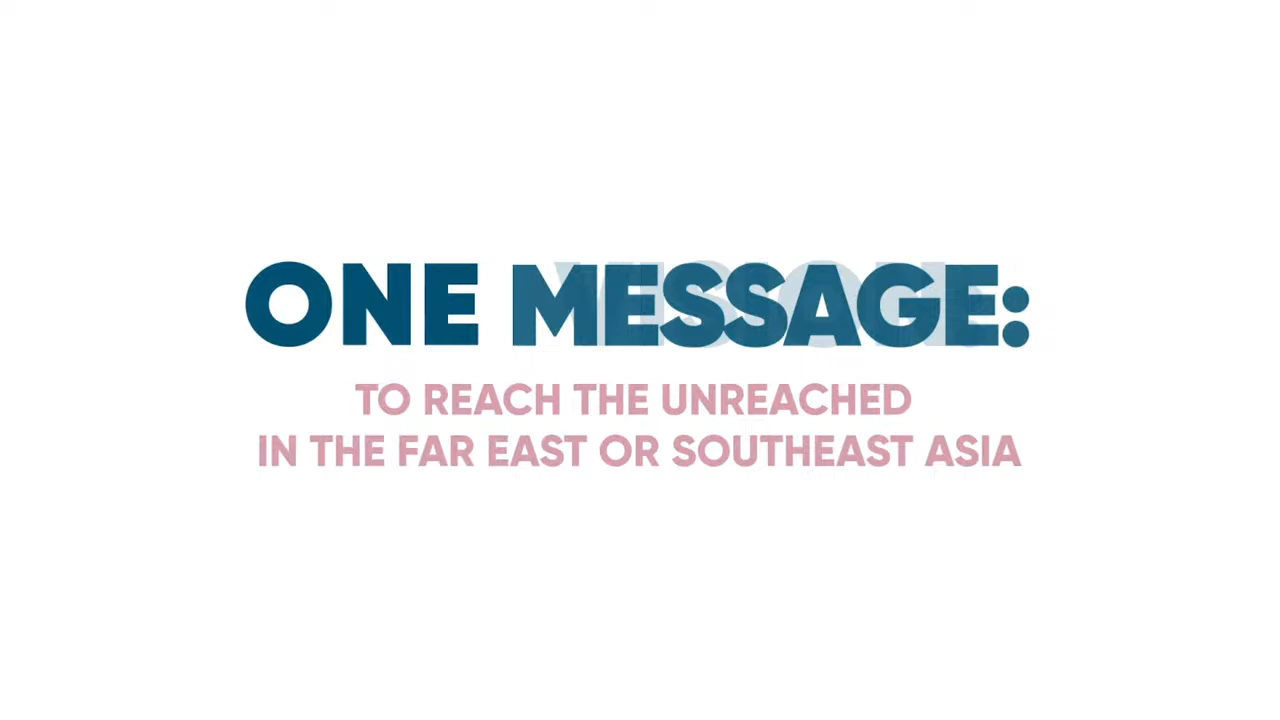 ONE MESSAGE:
TO REACH THE UNREACHED
IN THE FAR EAST OR SOUTHEAST ASIA